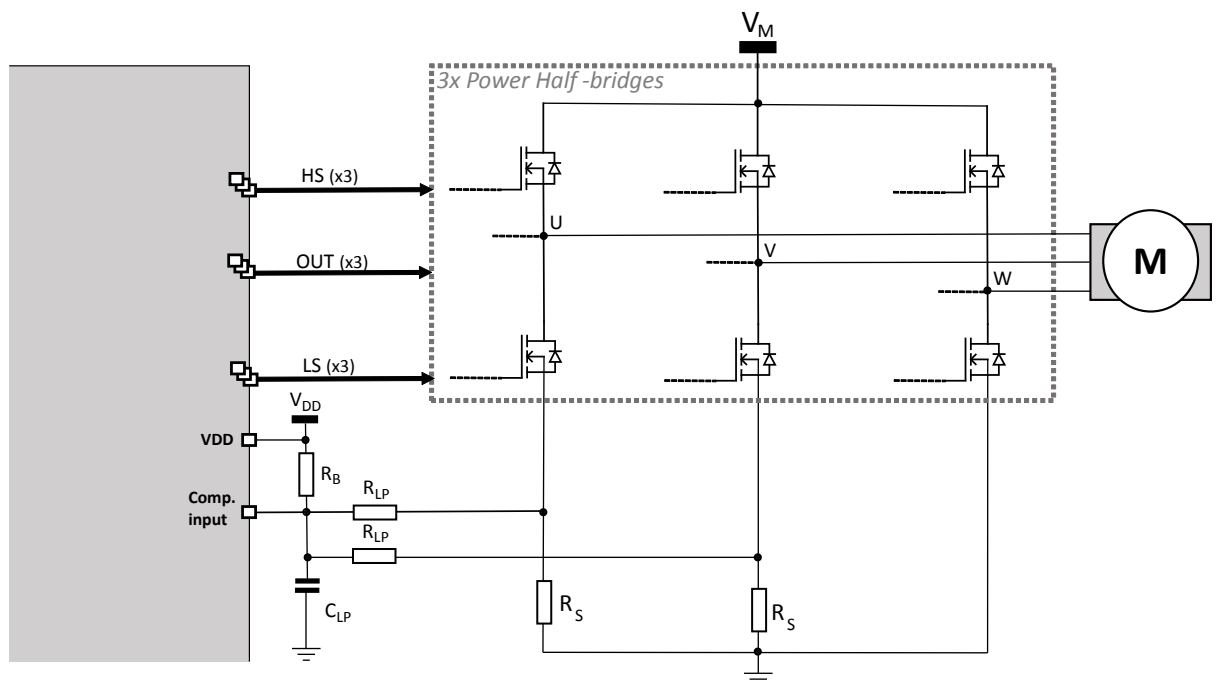 V_M
3x Power Half -bridges
HS (x3)
U
OUT (x3)
V
M
W
LS (x3)
V_DD
VDD
R_B
Comp.
input
R_LP
R_LP
C_LP
R_S
R_S